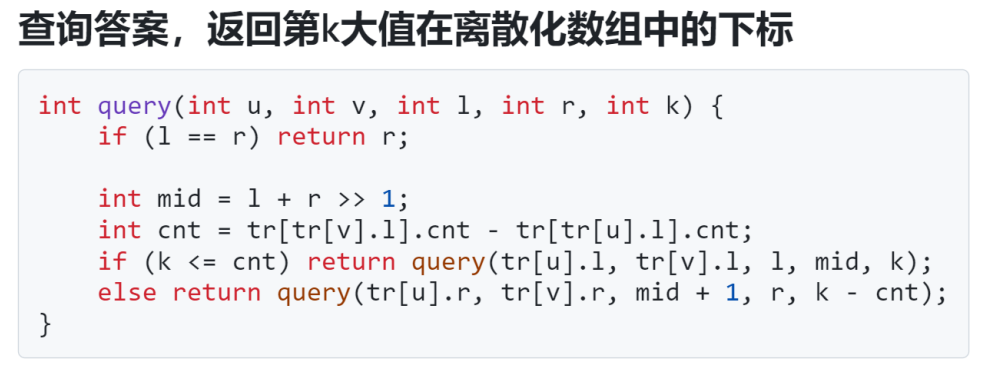 查询答案，返回第k大值在离散化数组中的下标
int query(int u, int v, int l, int r, int k) {
    if (l == r) return r;

    int mid = l + r >> 1;
    int cnt = tr[tr[v].l].cnt - tr[tr[u].l].cnt;
    if (k <= cnt) return query(tr[u].l, tr[v].l, l, mid, k);
    else return query(tr[u].r, tr[v].r, mid + 1, r, k - cnt);
}